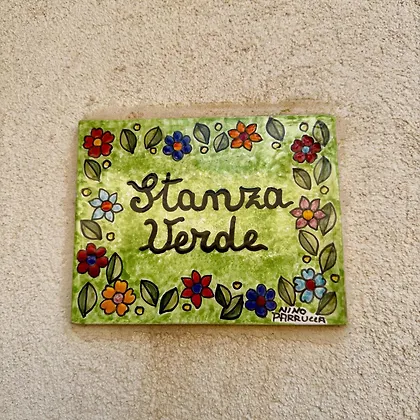 Stanza
Verde
NINO
PARRUCCA